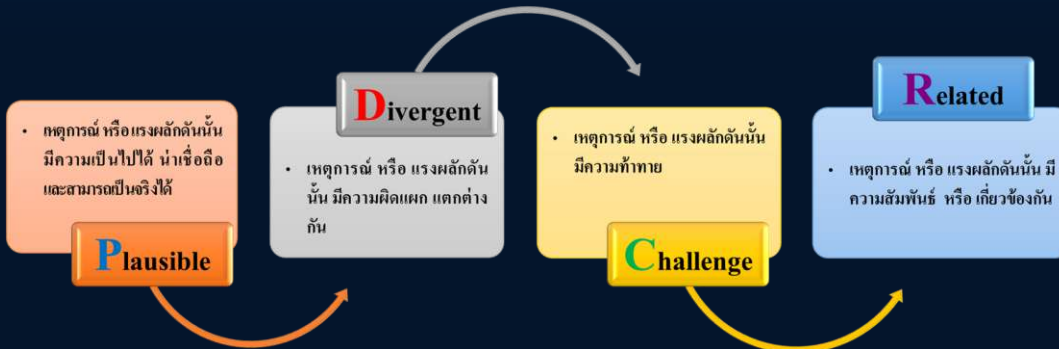 • เหตุการณ์ หรือ แรงผลักดันนั้น
มีความเป็นไปได้ น่าเชื่อถือ
และสามารถเป็นจริงได้
Plausible
Divergent
• เหตุการณ์ หรือ แรงผลักดัน
นั้น มีความผิดแผก แตกต่าง
กัน
• เหตุการณ์ หรือ แรงผลักดันนั้น
มีความท้าทาย
Challenge
Related
• เหตุการณ์ หรือ แรงผลักดันนั้น มี
ความสัมพันธ์ หรือ เกี่ยวข้องกัน